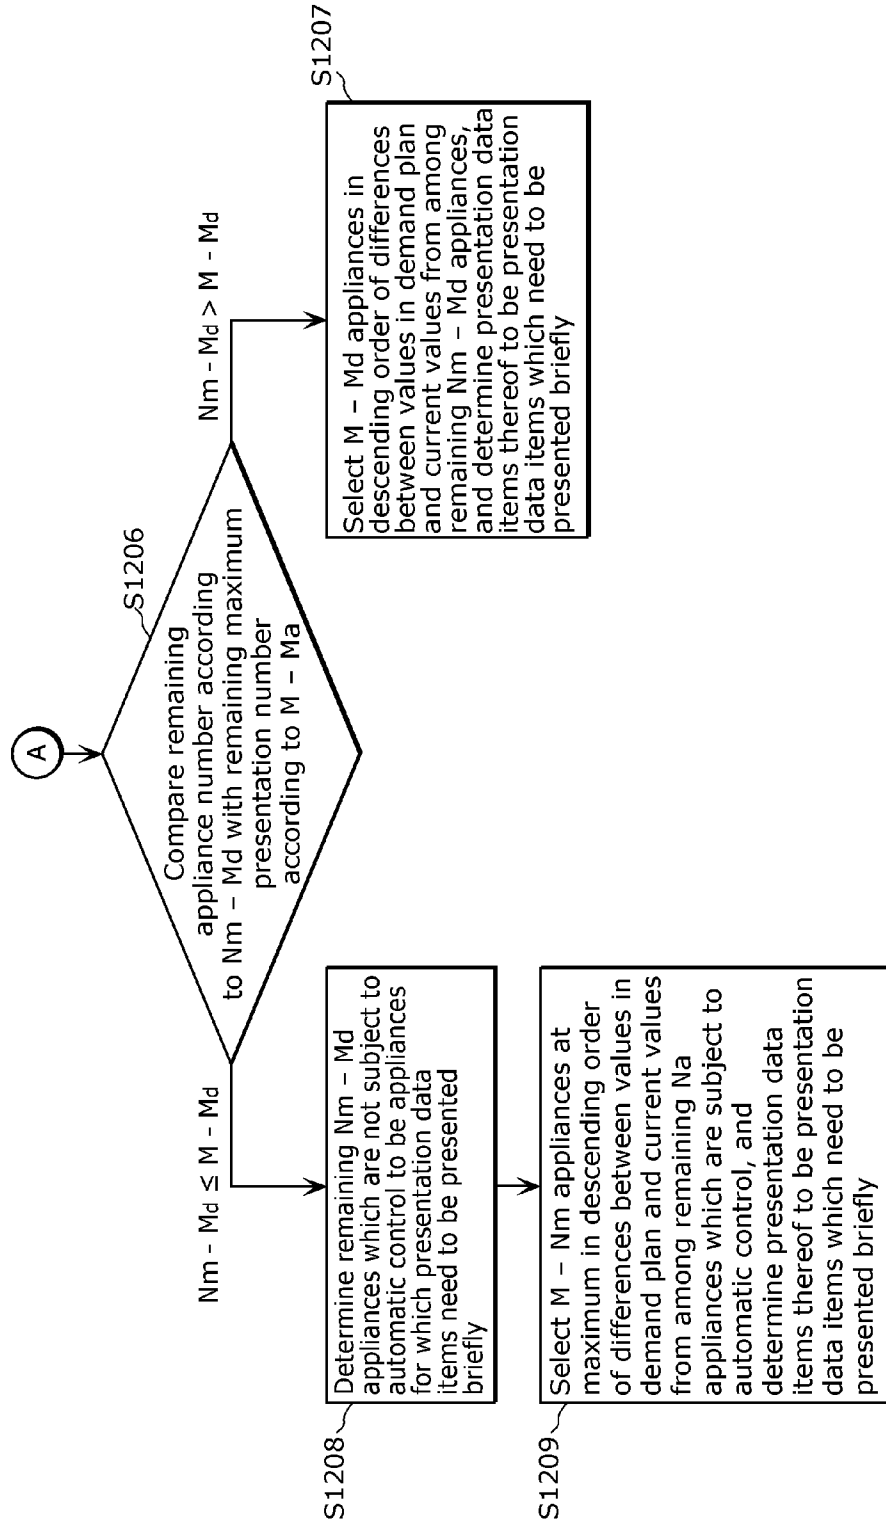 A
S1206
Compare remaining
appliance number according
to Nm – Md with remaining maximum
presentation number
according to M – Ma
Nm - Md ≤ M - Md
Nm - Md > M - Md
S1208
Determine remaining Nm – Md
appliances which are not subject to
automatic control to be appliances
for which presentation data
items need to be presented
briefly
S1207
Select M – Md appliances in
descending order of differences
between values in demand plan
and current values from among
remaining Nm – Md appliances,
and determine presentation data
items thereof to be presentation
data items which need to be
presented briefly
S1209
Select M – Nm appliances at
maximum in descending order
of differences between values in
demand plan and current values
from among remaining Na
appliances which are subject to
automatic control, and
determine presentation data
items thereof to be presentation
data items which need to be
presented briefly